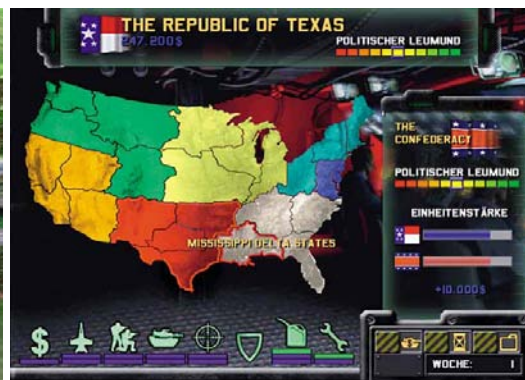 THE REPUBLIC OF TEXAS
247.200$
POLITISCHER LEUMUND
THE
CONFEDERACY
POLITISCHER LEUMUND
EINHEITENSTÄRKE
MISSISSIPPI DELTA STATES
+10.000$
$
WOCHE: 1